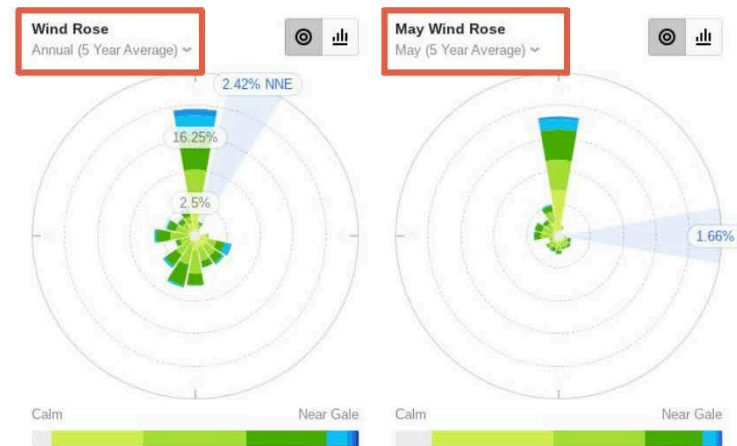 Wind Rose
Annual (5 Year Average)
2.42% NNE
16.25%
2.5%
Calm Near Gale
May Wind Rose
May (5 Year Average)
1.66%
Calm Near Gale